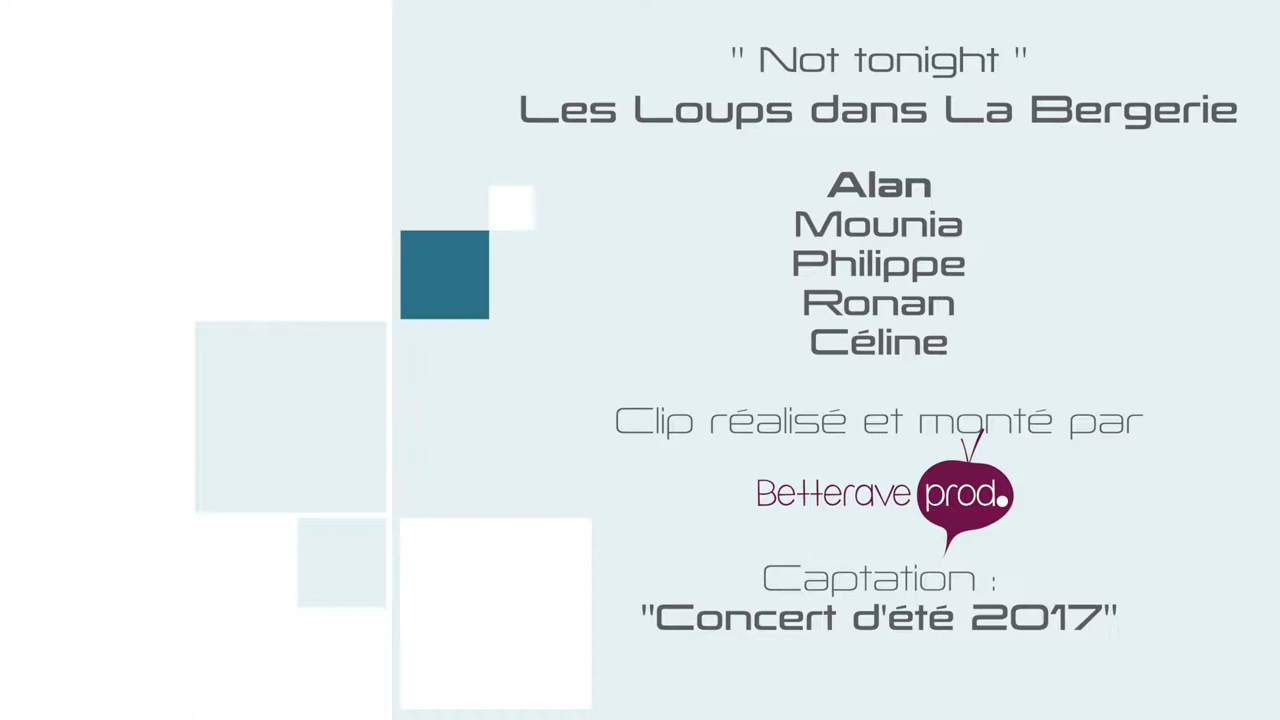 " Not tonight "
Les Loups dans La Bergerie
Alan
Mounia
Philippe
Ronan
Céline
Clip réalisé et monté par
Betterave prod.
Captation :
"Concert d'été 2017"